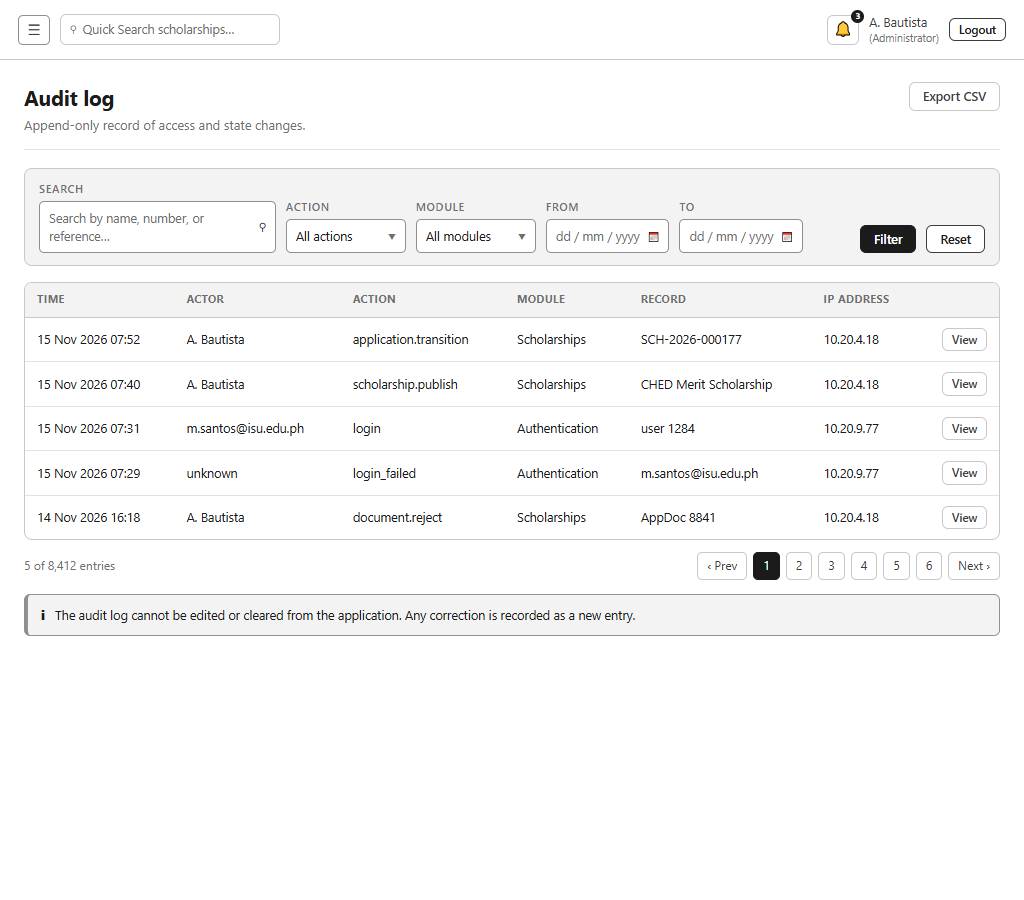 ☰
Quick Search scholarships...
3
A. Bautista
(Administrator)
Logout
Audit log
Export CSV
Append-only record of access and state changes.
SEARCH
ACTION MODULE FROM TO
Search by name, number, or
reference...
All actions ▼ All modules ▼ dd / mm / yyyy dd / mm / yyyy
Filter Reset
TIME ACTOR ACTION MODULE RECORD IP ADDRESS
15 Nov 2026 07:52 A. Bautista application.transition Scholarships SCH-2026-000177 10.20.4.18 View
15 Nov 2026 07:40 A. Bautista scholarship.publish Scholarships CHED Merit Scholarship 10.20.4.18 View
15 Nov 2026 07:31 m.santos@isu.edu.ph login Authentication user 1284 10.20.9.77 View
15 Nov 2026 07:29 unknown login_failed Authentication m.santos@isu.edu.ph 10.20.9.77 View
14 Nov 2026 16:18 A. Bautista document.reject Scholarships AppDoc 8841 10.20.4.18 View
5 of 8,412 entries ‹ Prev 1 2 3 4 5 6 Next ›
i The audit log cannot be edited or cleared from the application. Any correction is recorded as a new entry.